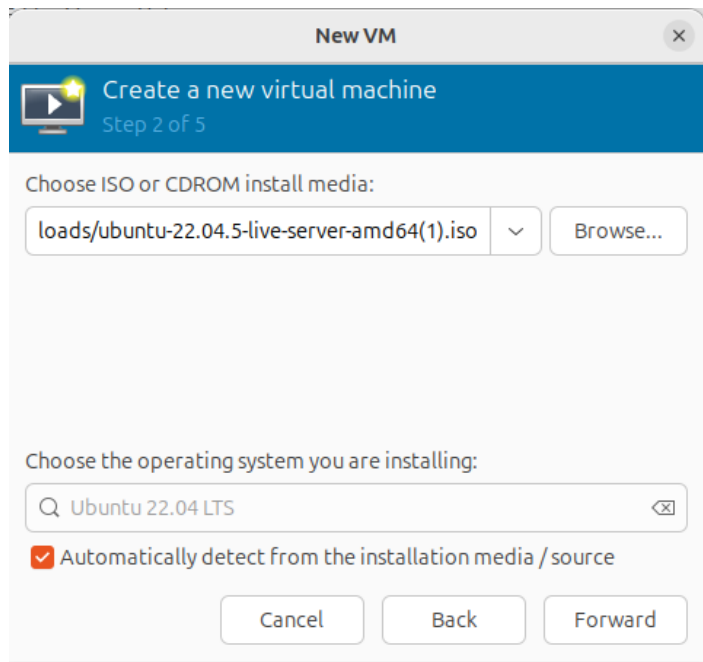 New VM
Create a new virtual machine
Step 2 of 5
Choose ISO or CDROM install media:
loads/ubuntu-22.04.5-live-server-amd64(1).iso
Browse...
Choose the operating system you are installing:
Ubuntu 22.04 LTS
Automatically detect from the installation media / source
Cancel Back Forward